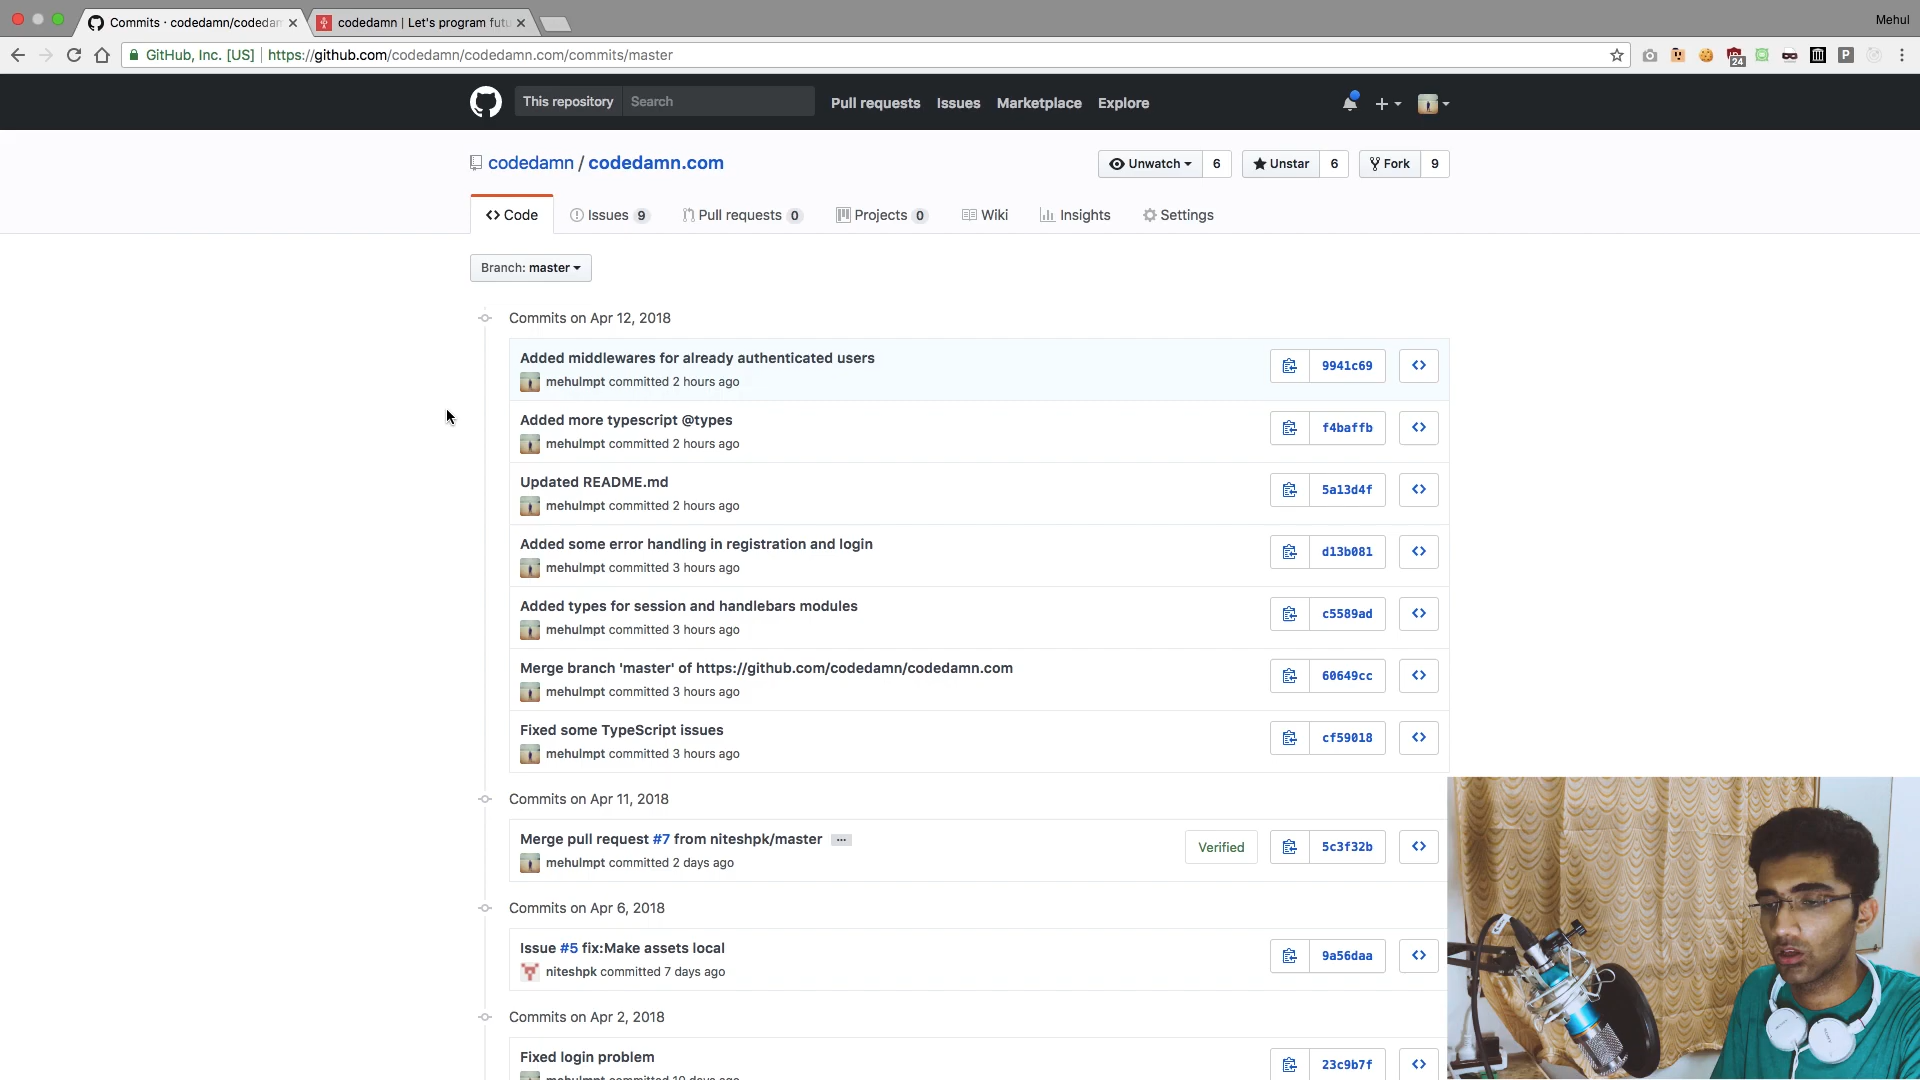 Commits · codedamn/codedam
codedamn | Let's program futu
Mehul
GitHub, Inc. [US] https://github.com/codedamn/codedamn.com/commits/master
24
P
This repository Search Pull requests Issues Marketplace Explore
codedamn / codedamn.com
Unwatch 6 Unstar 6 Fork 9
Code Issues 9 Pull requests 0 Projects 0 Wiki Insights Settings
Branch: master
Commits on Apr 12, 2018
Added middlewares for already authenticated users
mehulmpt committed 2 hours ago
9941c69
Added more typescript @types
mehulmpt committed 2 hours ago
f4baffb
Updated README.md
mehulmpt committed 2 hours ago
5a13d4f
Added some error handling in registration and login
mehulmpt committed 3 hours ago
d13b081
Added types for session and handlebars modules
mehulmpt committed 3 hours ago
c5589ad
Merge branch 'master' of https://github.com/codedamn/codedamn.com
mehulmpt committed 3 hours ago
60649cc
Fixed some TypeScript issues
mehulmpt committed 3 hours ago
cf59018
Commits on Apr 11, 2018
Merge pull request #7 from niteshpk/master ...
mehulmpt committed 2 days ago
Verified 5c3f32b
Commits on Apr 6, 2018
Issue #5 fix:Make assets local
niteshpk committed 7 days ago
9a56daa
Commits on Apr 2, 2018
Fixed login problem
mehulmpt committed 10 days ago
23c9b7f